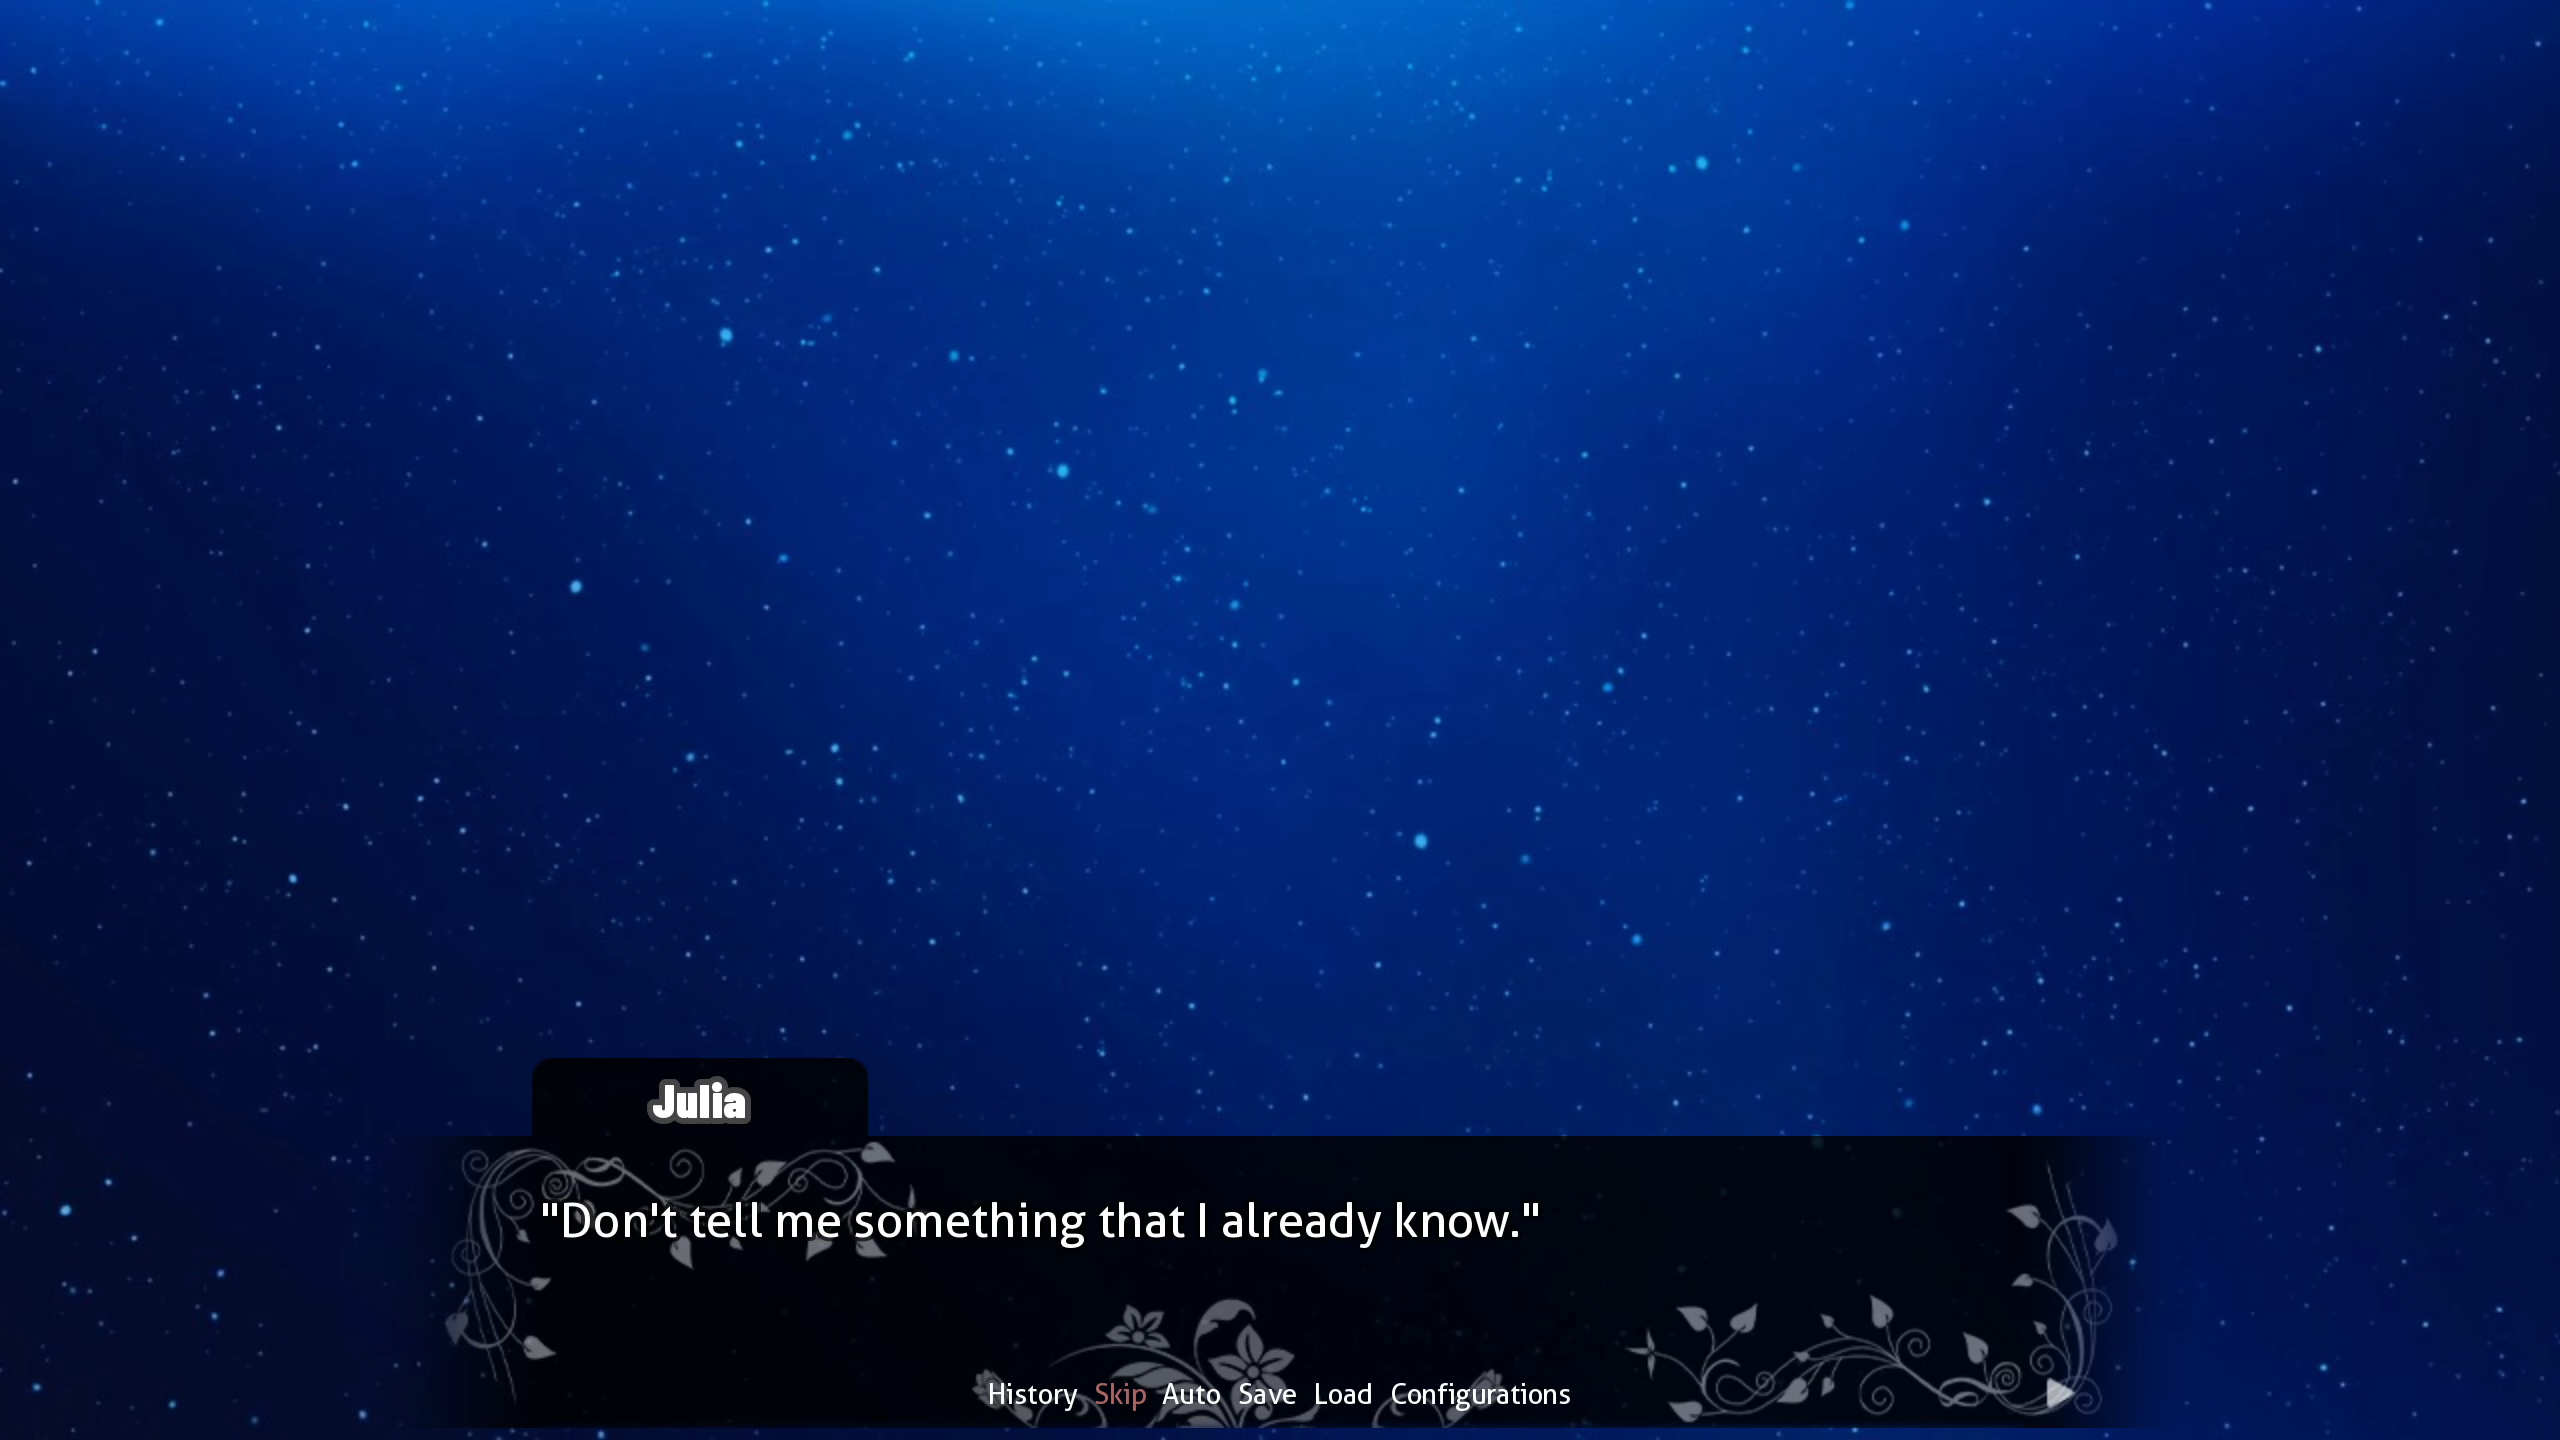 Julia
"Don't tell me something that I already know."
History Skip Auto Save Load Configurations